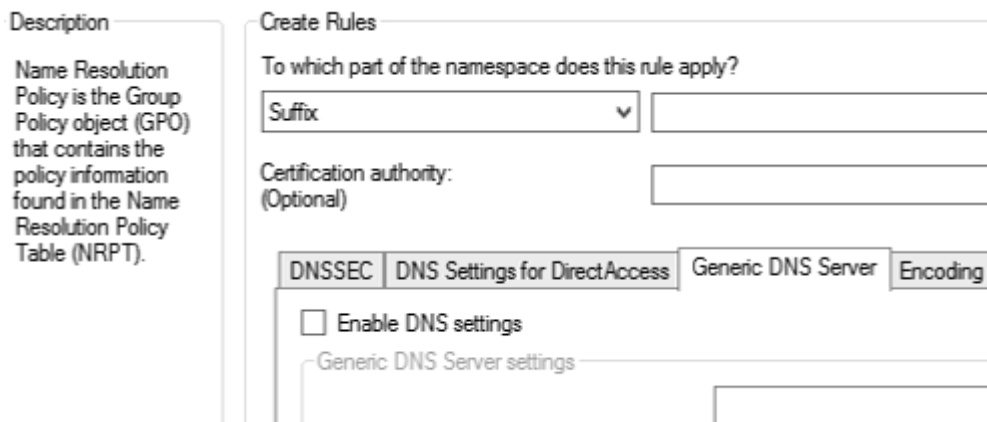 Description
Name Resolution
Policy is the Group
Policy object (GPO)
that contains the
policy information
found in the Name
Resolution Policy
Table (NRPT).
Create Rules
To which part of the namespace does this rule apply?
Suffix
Certification authority:
(Optional)
DNSSEC DNS Settings for DirectAccess Generic DNS Server Encoding
Enable DNS settings
Generic DNS Server settings